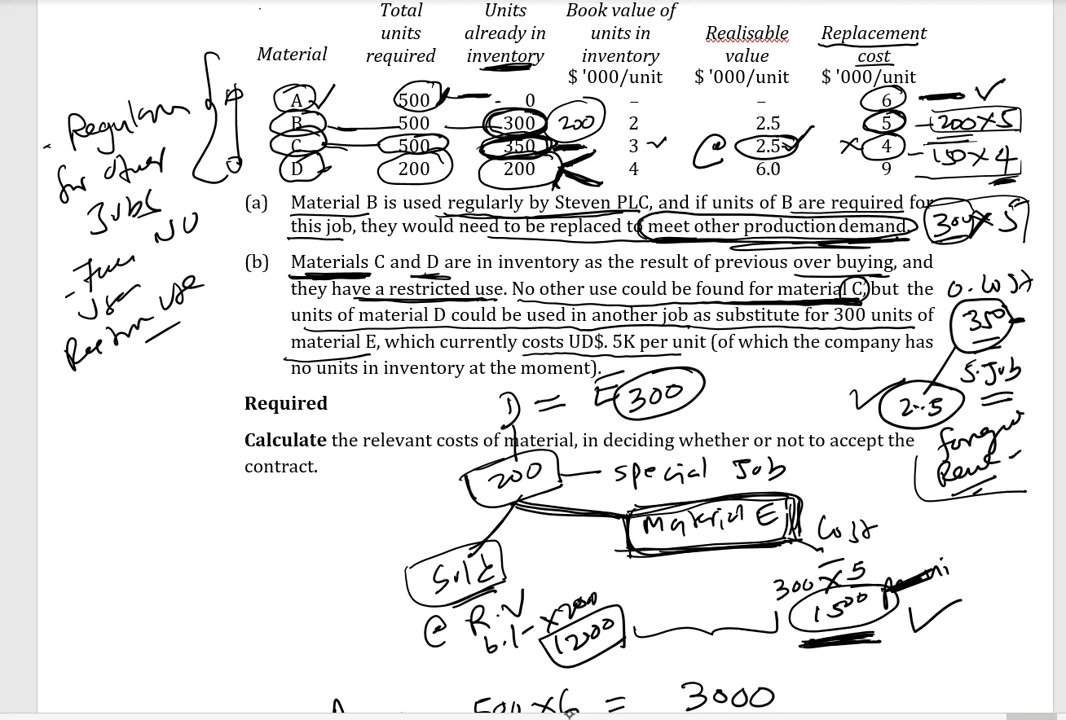 Total Units Book value of
units already in units in Realisable Replacement
Material required inventory inventory value cost
$ '000/unit $ '000/unit $ '000/unit
A 500 - 0 – – 6
B 500 300 200 2 2.5 5 200x5
C 500 350 3 @ 2.5 x 4 - 150x4
D 200 200 4 6.0 9
- Regular
for other
Jobs
NO
(a) Material B is used regularly by Steven PLC, and if units of B are required for
this job, they would need to be replaced to meet other production demand. 300 x 5
(b) Materials C and D are in inventory as the result of previous over buying, and
they have a restricted use. No other use could be found for material C, but the
units of material D could be used in another job as substitute for 300 units of
material E, which currently costs UD$. 5K per unit (of which the company has
no units in inventory at the moment).
O. Cost
350
S. Job
2.5
Required
D = E 300
Calculate the relevant costs of material, in deciding whether or not to accept the
contract.
200 special Job
Material E
Cost
Sold
300 x 5
1500
@ R.V
6.1- x200
1200
500x6 = 3000